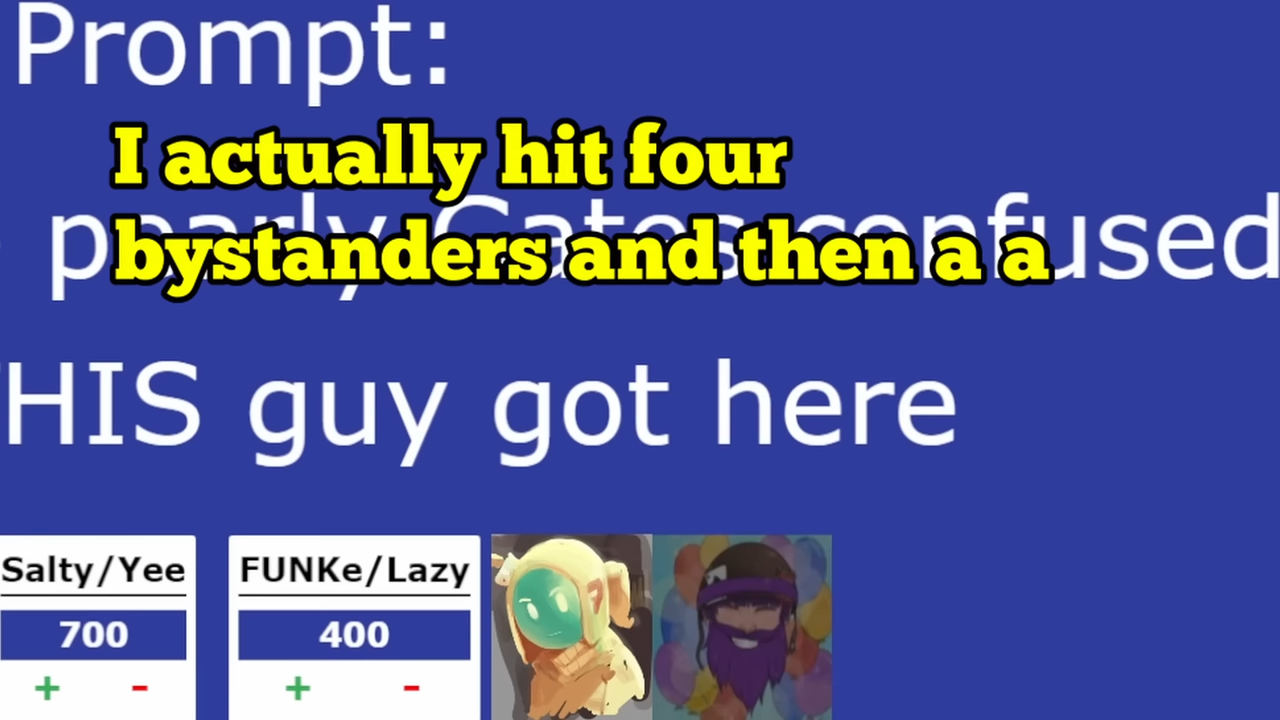 Prompt:
I actually hit four
pearly Gates confused
bystanders and then a a
HIS guy got here
Salty/Yee
FUNKe/Lazy
700
400
+ -
+ -